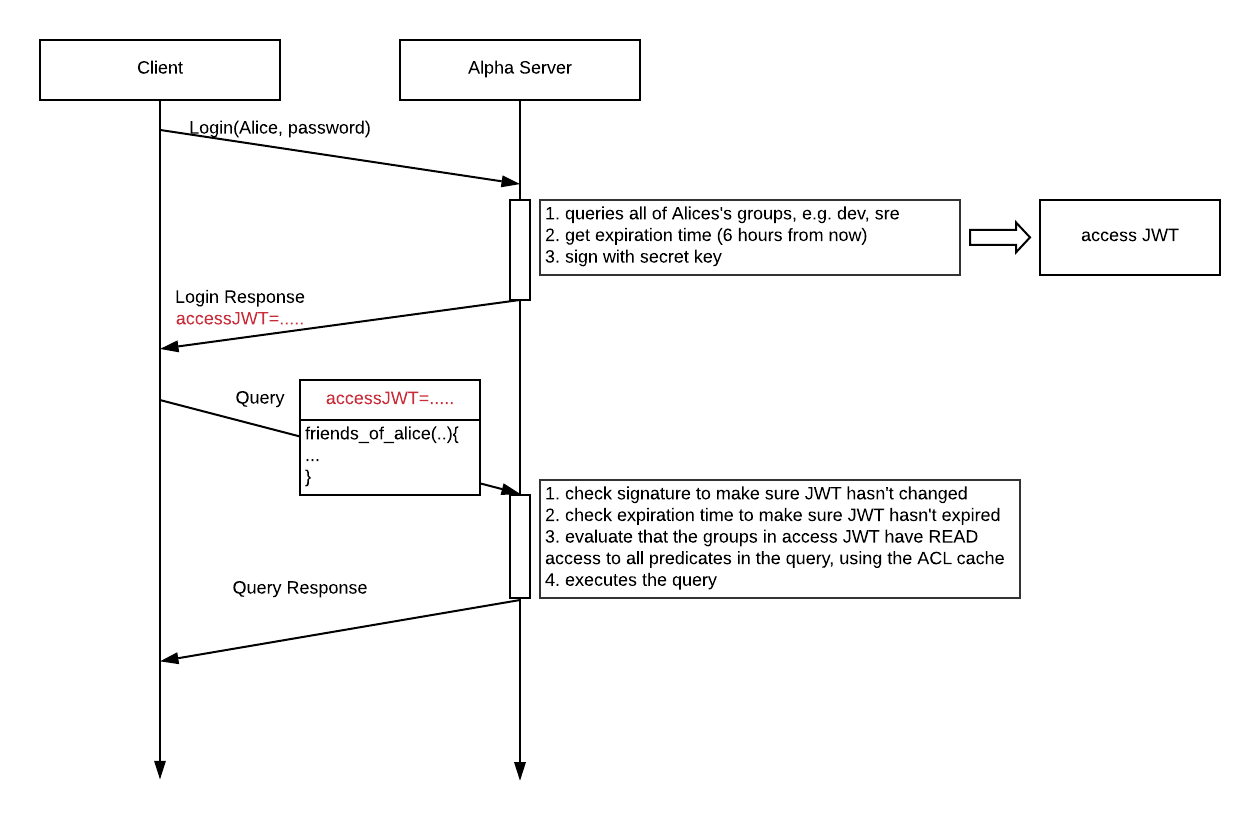 Client
Alpha Server
Login(Alice, password)
1. queries all of Alices's groups, e.g. dev, sre
2. get expiration time (6 hours from now)
3. sign with secret key
access JWT
Login Response
accessJWT=.....
Query
accessJWT=.....
friends_of_alice(..){
...
}
1. check signature to make sure JWT hasn't changed
2. check expiration time to make sure JWT hasn't expired
3. evaluate that the groups in access JWT have READ
access to all predicates in the query, using the ACL cache
4. executes the query
Query Response